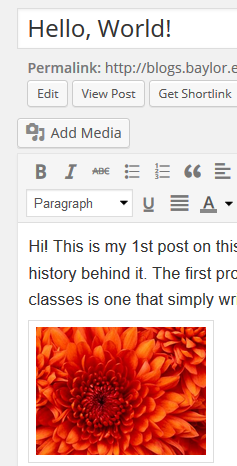 Hello, World!
Permalink: http://blogs.baylor.e
Edit View Post Get Shortlink
Add Media
B I ABC
Paragraph U A
Hi! This is my 1st post on this
history behind it. The first pro
classes is one that simply wr